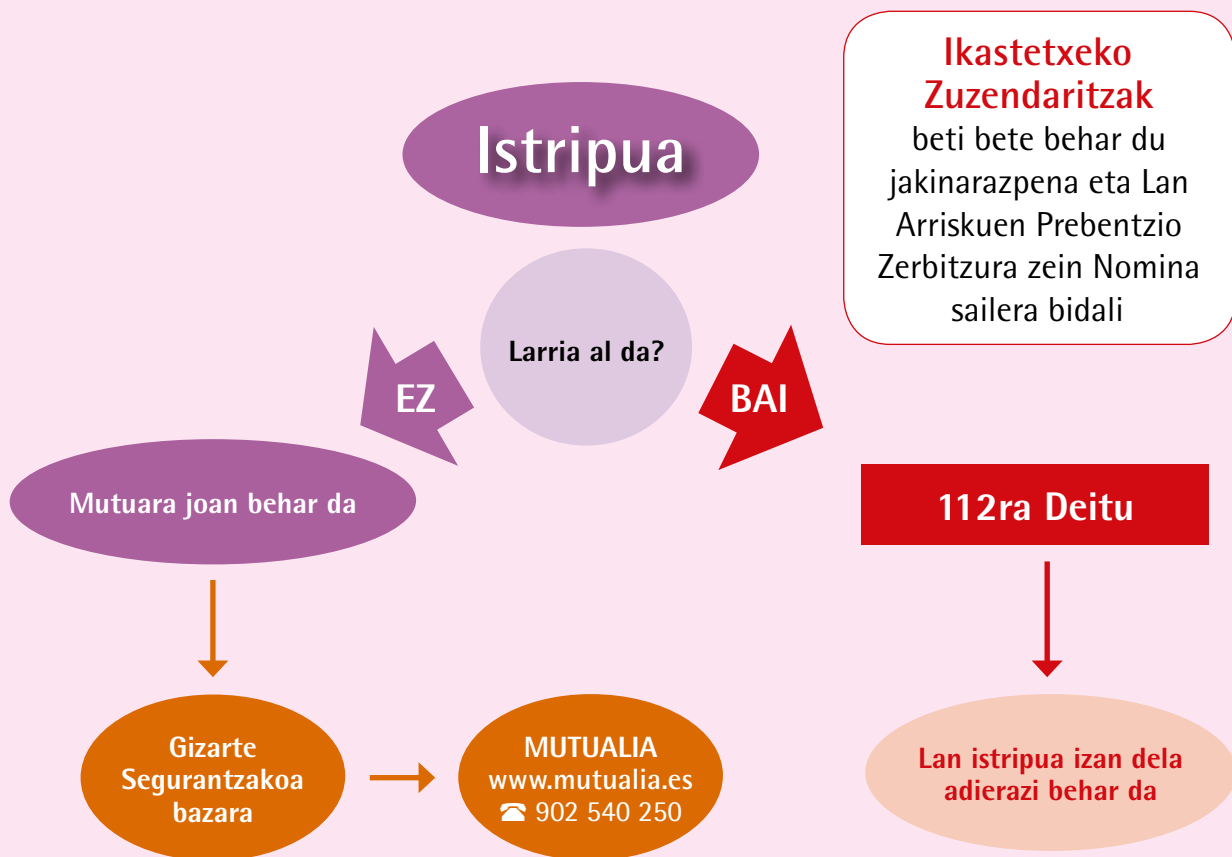 Istripua
Ikastetxeko
Zuzendaritzak
beti bete behar du
jakinarazpena eta Lan
Arriskuen Prebentzio
Zerbitzura zein Nomina
sailera bidali
Larria al da?
EZ
BAI
Mutuara joan behar da
112ra Deitu
Gizarte
Segurantzakoa
bazara
MUTUALIA
www.mutualia.es
☎ 902 540 250
Lan istripua izan dela
adierazi behar da